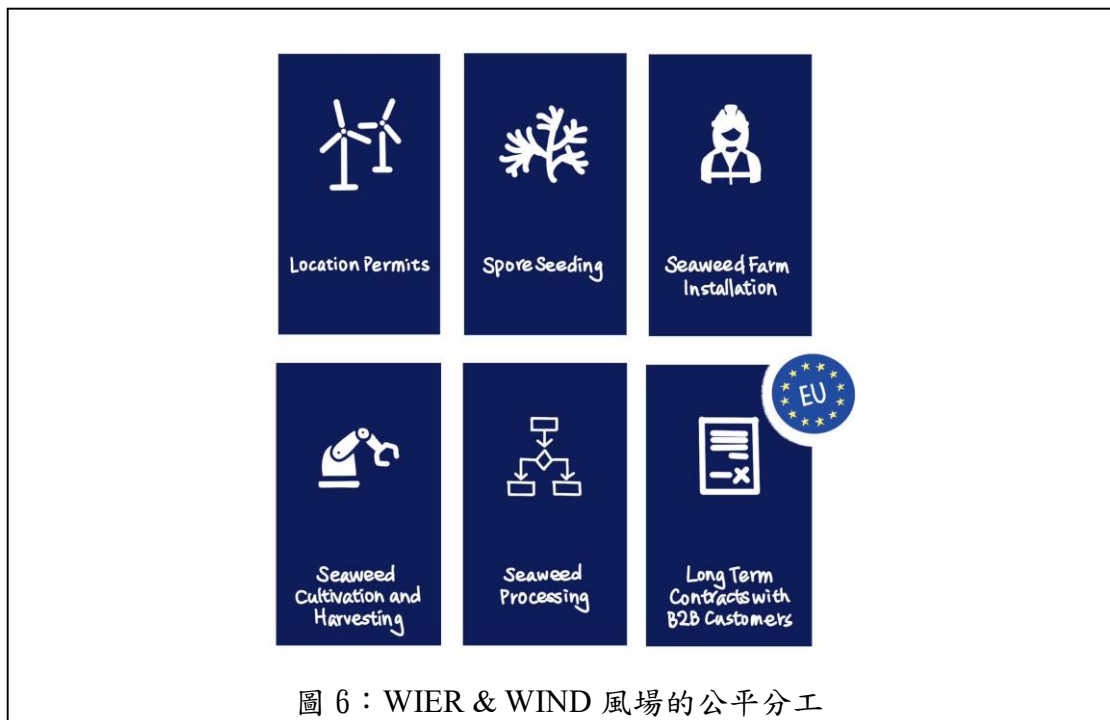 Location Permits
Spore Seeding
Seaweed Farm
Installation
EU
Seaweed
Cultivation and
Harvesting
Seaweed
Processing
Long Term
Contracts with
B2B Customers
圖 6：WIER & WIND 風場的公平分工